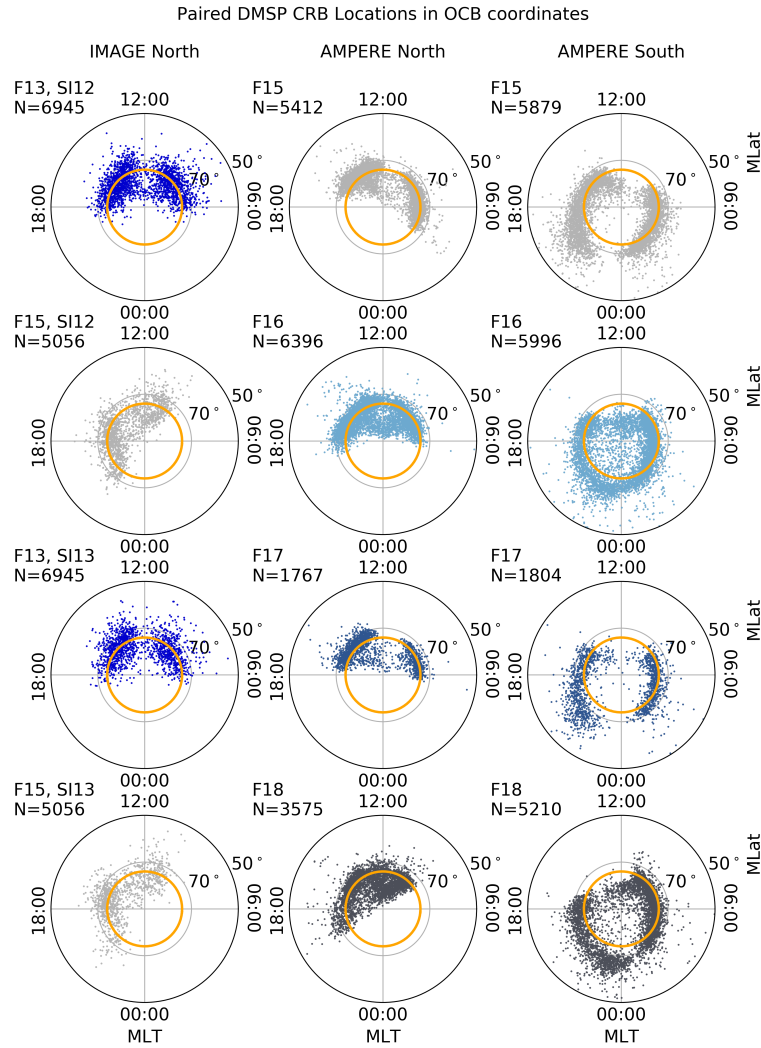 Paired DMSP CRB Locations in OCB coordinates
IMAGE North
AMPERE North
AMPERE South
F13, SI12
N=6945
12:00
50°
70°
18:00
06:00
00:00
F15
N=5412
12:00
50°
70°
18:00
06:00
00:00
F15
N=5879
12:00
50°
70°
18:00
06:00
00:00
MLat
F15, SI12
N=5056
12:00
50°
70°
18:00
06:00
00:00
F16
N=6396
12:00
50°
70°
18:00
06:00
00:00
F16
N=5996
12:00
50°
70°
18:00
06:00
00:00
MLat
F13, SI13
N=6945
12:00
50°
70°
18:00
06:00
00:00
F17
N=1767
12:00
50°
70°
18:00
06:00
00:00
F17
N=1804
12:00
50°
70°
18:00
06:00
00:00
MLat
F15, SI13
N=5056
12:00
50°
70°
18:00
06:00
00:00
MLT
F18
N=3575
12:00
50°
70°
18:00
06:00
00:00
MLT
F18
N=5210
12:00
50°
70°
18:00
06:00
00:00
MLT
MLat